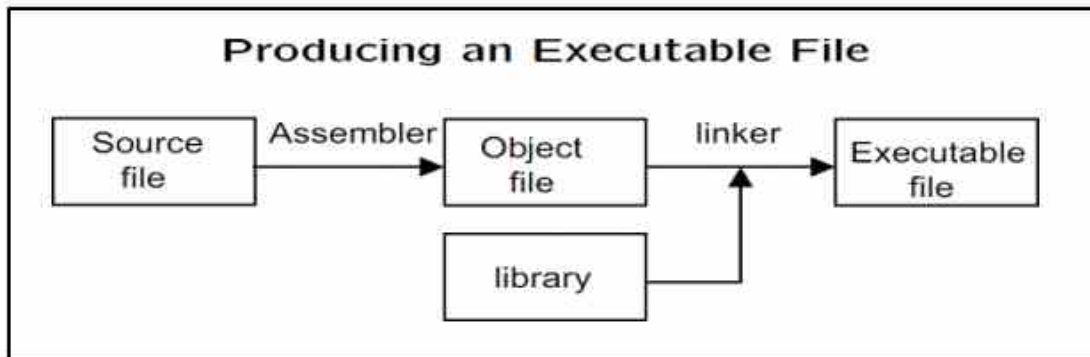 Producing an Executable File
Source
file
Assembler
Object
file
linker
Executable
file
library